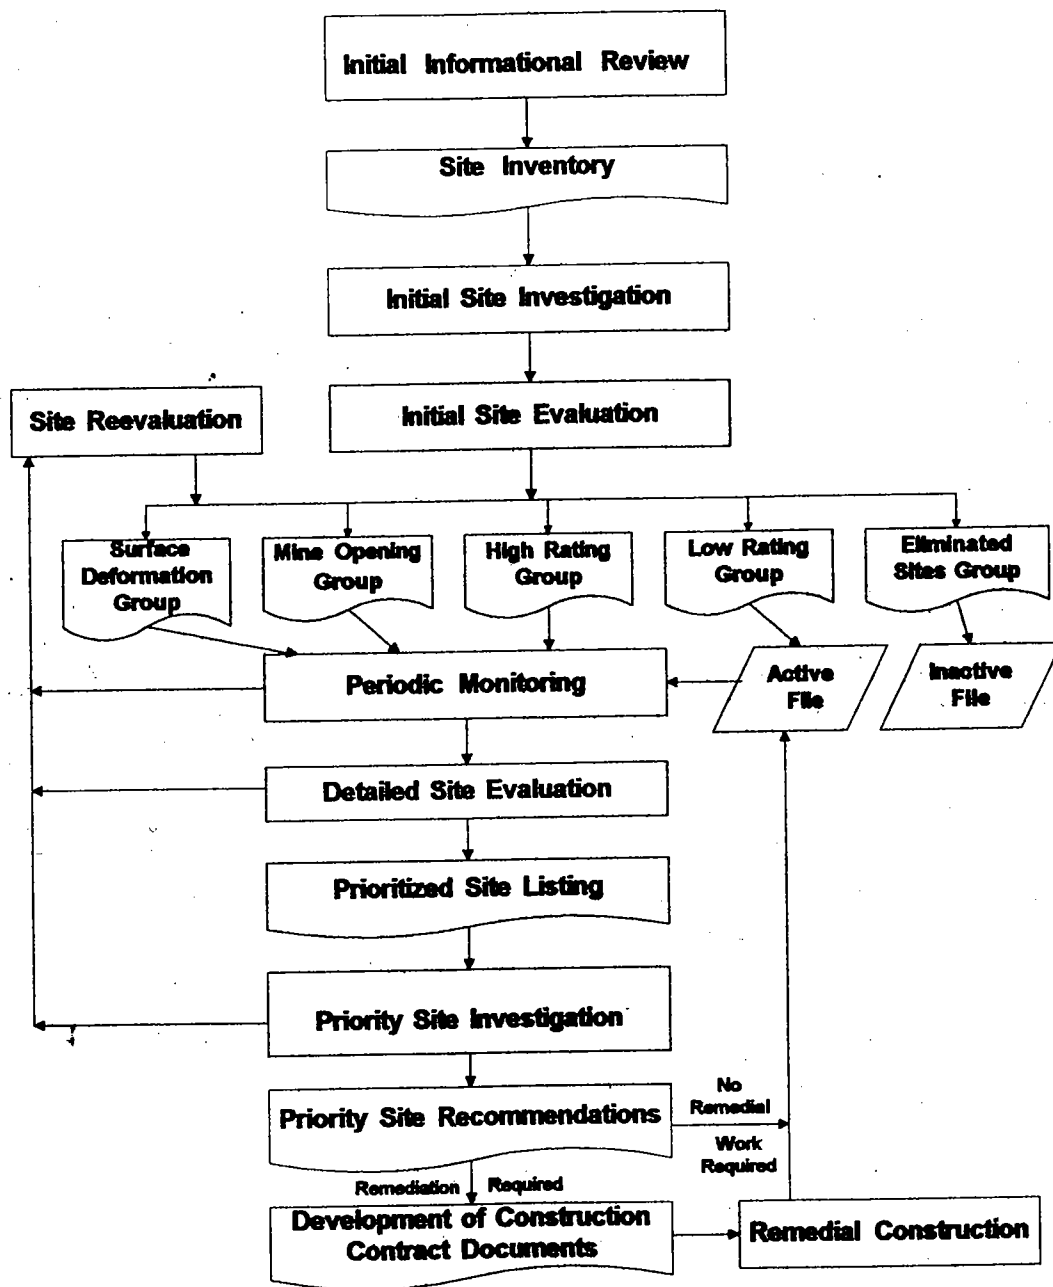 Initial Informational Review
Site Inventory
Initial Site Investigation
Initial Site Evaluation
Site Reevaluation
Surface
Deformation
Group
Mine Opening
Group
High Rating
Group
Low Rating
Group
Eliminated
Sites Group
Periodic Monitoring
Active
File
Inactive
File
Detailed Site Evaluation
Prioritized Site Listing
Priority Site Investigation
Priority Site Recommendations
No
Remedial
Work
Required
Remediation Required
Development of Construction
Contract Documents
Remedial Construction